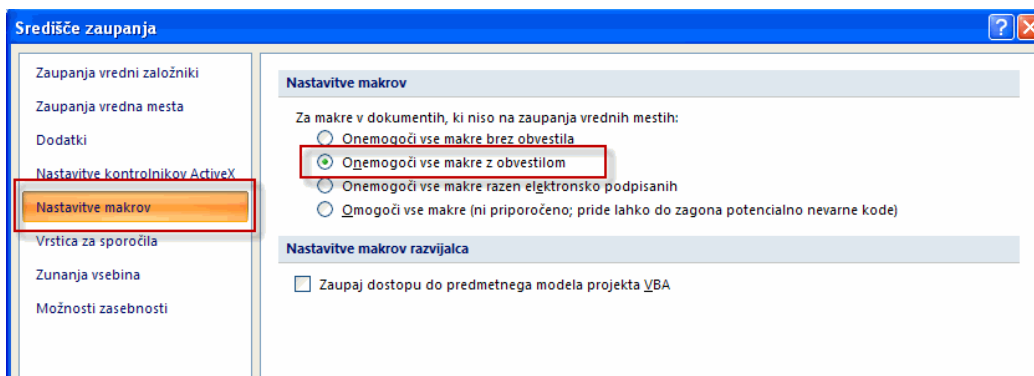 Središče zaupanja
Zaupanja vredni založniki
Zaupanja vredna mesta
Dodatki
Nastavitve kontrolnikov ActiveX
Nastavitve makrov
Vrstica za sporočila
Zunanja vsebina
Možnosti zasebnosti
Nastavitve makrov
Za makre v dokumentih, ki niso na zaupanja vrednih mestih:
Onemogoči vse makre brez obvestila
Onemogoči vse makre z obvestilom
Onemogoči vse makre razen elektronsko podpisanih
Omogoči vse makre (ni priporočeno; pride lahko do zagona potencialno nevarne kode)
Nastavitve makrov razvijalca
Zaupaj dostopu do predmetnega modela projekta VBA